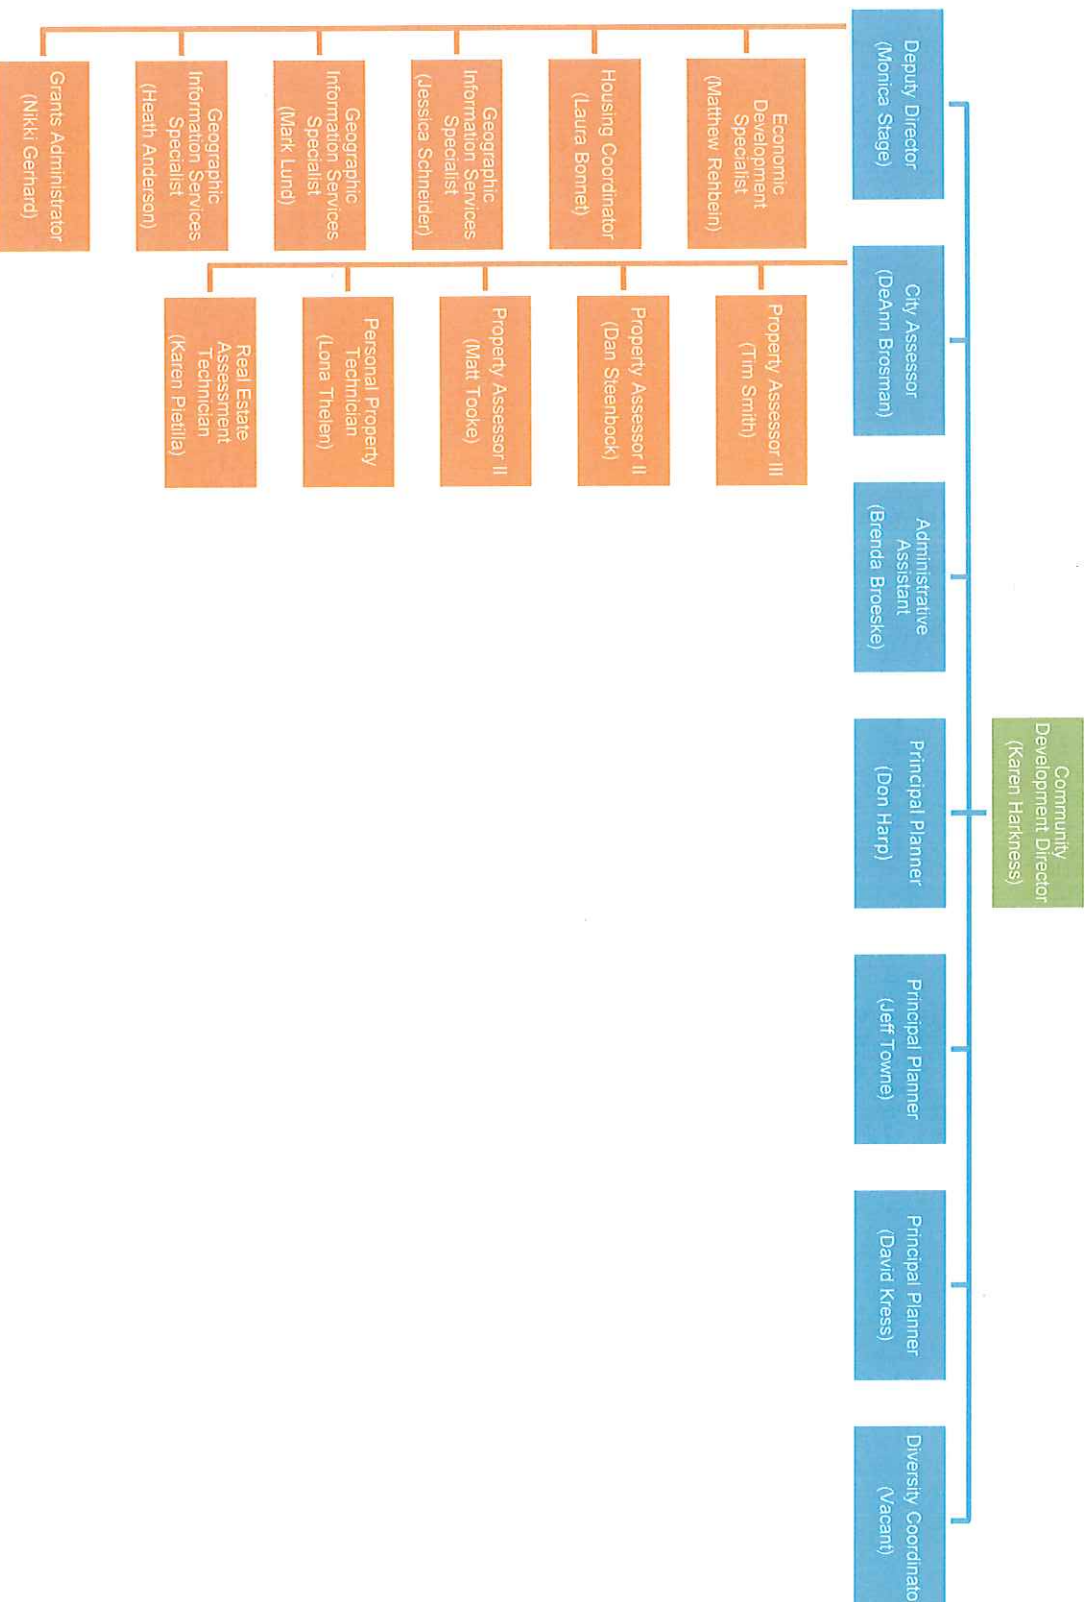 Community
Development Director
(Karen Harkness)
Deputy Director
(Monica Stage)
City Assessor
(DeAnn Brosman)
Administrative
Assistant
(Brenda Broeske)
Principal Planner
(Don Harp)
Principal Planner
(Jeff Towne)
Principal Planner
(David Kress)
Diversity Coordinato
(Vacant)
Economic
Development
Specialist
(Matthew Rehbein)
Housing Coordinator
(Laura Bonnet)
Geographic
Information Services
Specialist
(Jessica Schneider)
Geographic
Information Services
Specialist
(Mark Lund)
Geographic
Information Services
Specialist
(Heath Anderson)
Grants Administrator
(Nikki Gerhard)
Property Assessor III
(Tim Smith)
Property Assessor II
(Dan Steenbock)
Property Assessor II
(Matt Tooke)
Personal Property
Technician
(Lona Thelen)
Real Estate
Assessment
Technician
(Karen Pietilla)